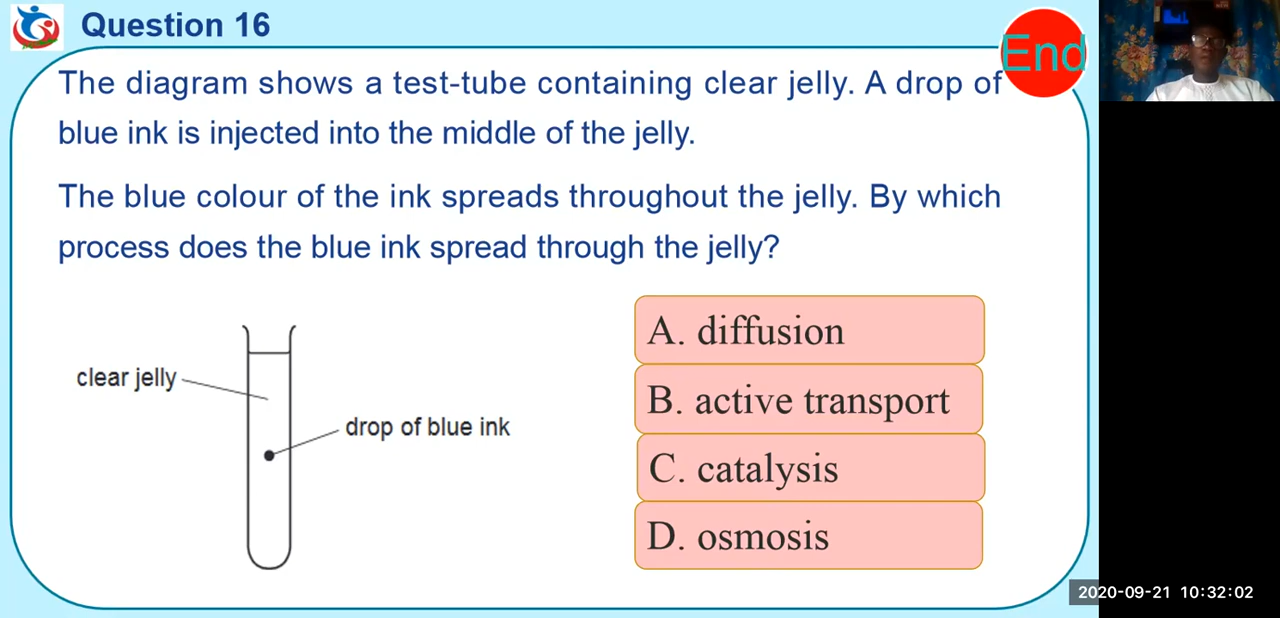 Question 16
End
The diagram shows a test-tube containing clear jelly. A drop of
blue ink is injected into the middle of the jelly.
The blue colour of the ink spreads throughout the jelly. By which
process does the blue ink spread through the jelly?
clear jelly
drop of blue ink
A. diffusion
B. active transport
C. catalysis
D. osmosis
2020-09-21 10:32:02